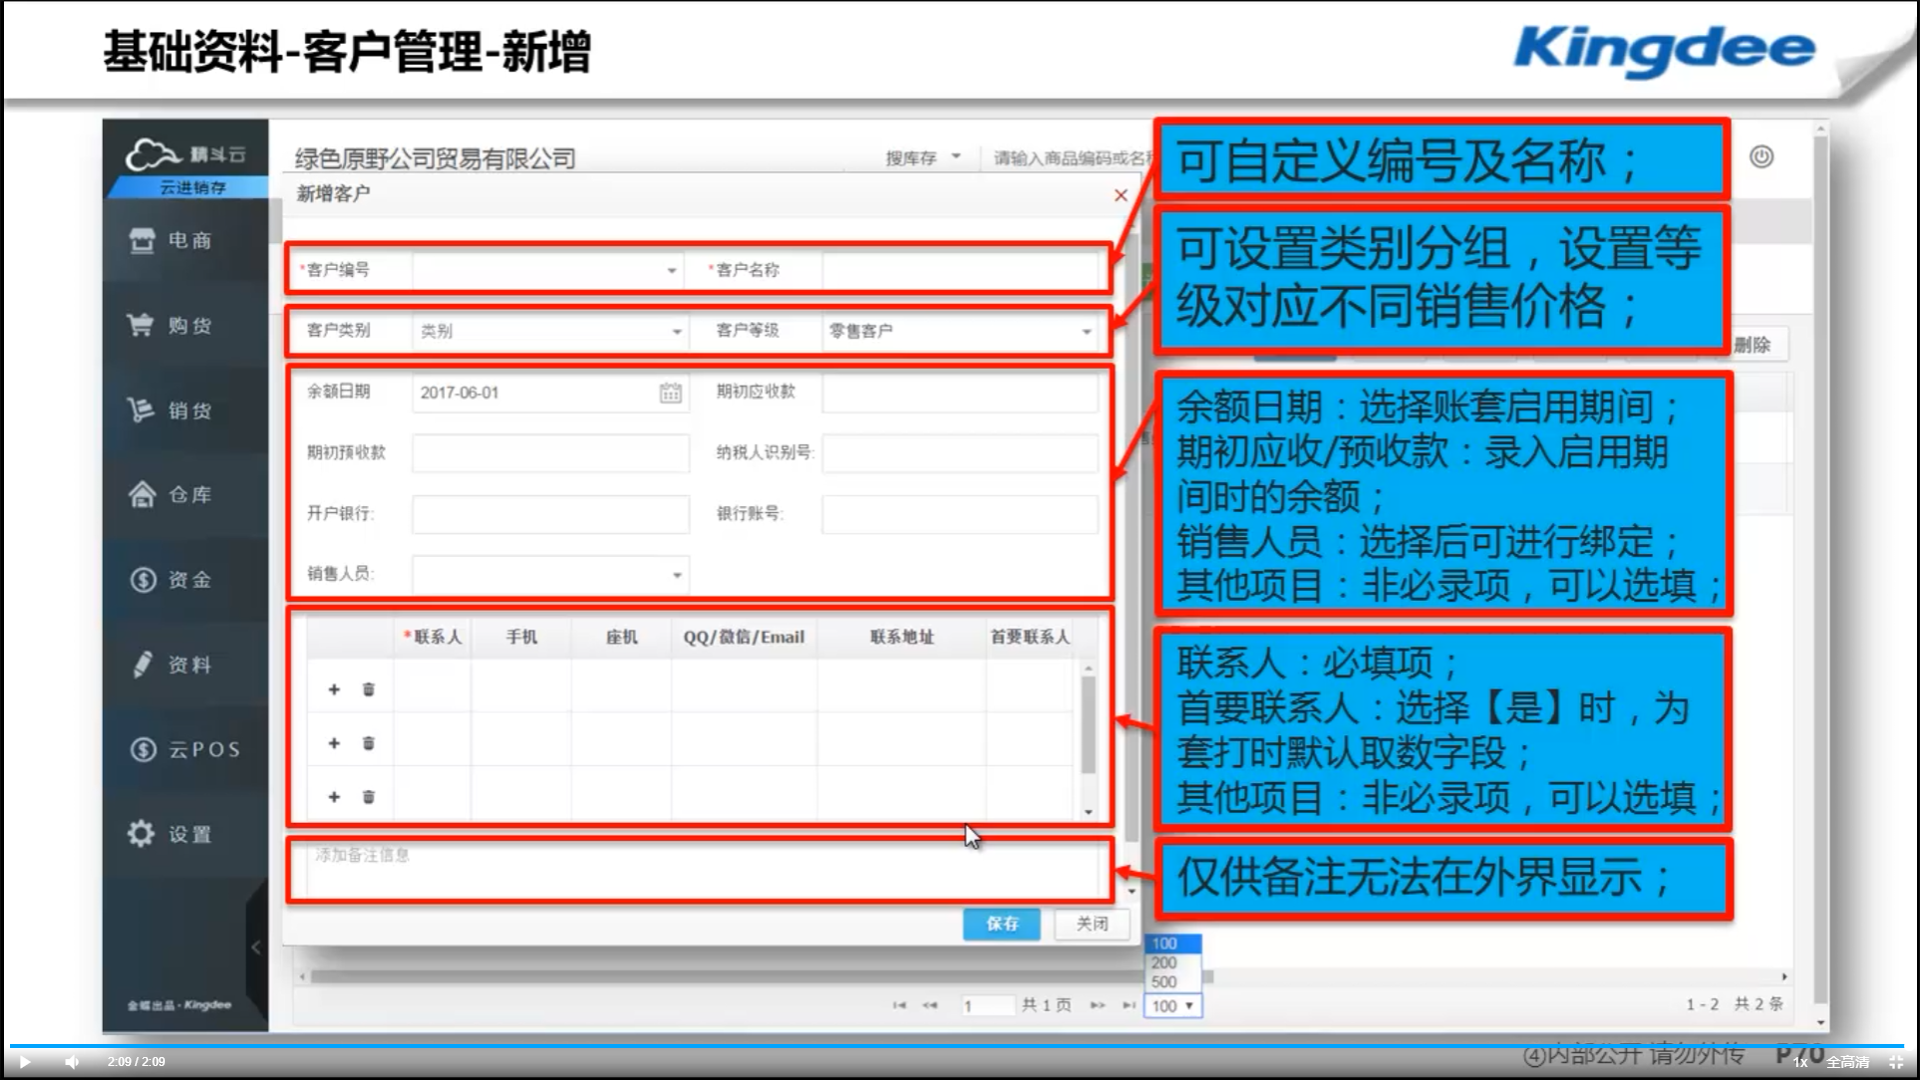 基础资料-客户管理-新增
Kingdee
精斗云
云进销存
绿色原野公司贸易有限公司
搜库存
请输入商品编码或名称
新增客户
电商
购货
销货
仓库
资金
资料
云POS
设置
金蝶出品 · Kingdee
*客户编号
*客户名称
客户类别
类别
客户等级
零售客户
余额日期
2017-06-01
期初应收款
期初预收款
纳税人识别号:
开户银行:
银行账号:
销售人员:
*联系人
手机
座机
QQ/微信/Email
联系地址
首要联系人
添加备注信息
保存
关闭
可自定义编号及名称；
可设置类别分组，设置等
级对应不同销售价格；
删除
余额日期：选择账套启用期间；
期初应收/预收款：录入启用期
间时的余额；
销售人员：选择后可进行绑定；
其他项目：非必录项，可以选填；
联系人：必填项；
首要联系人：选择【是】时，为
套打时默认取数字段；
其他项目：非必录项，可以选填；
仅供备注无法在外界显示；
100
200
500
1
共 1 页
100
1 - 2 共 2 条
2:09 / 2:09
④内部公开 请勿外传
P70
1x
全高清